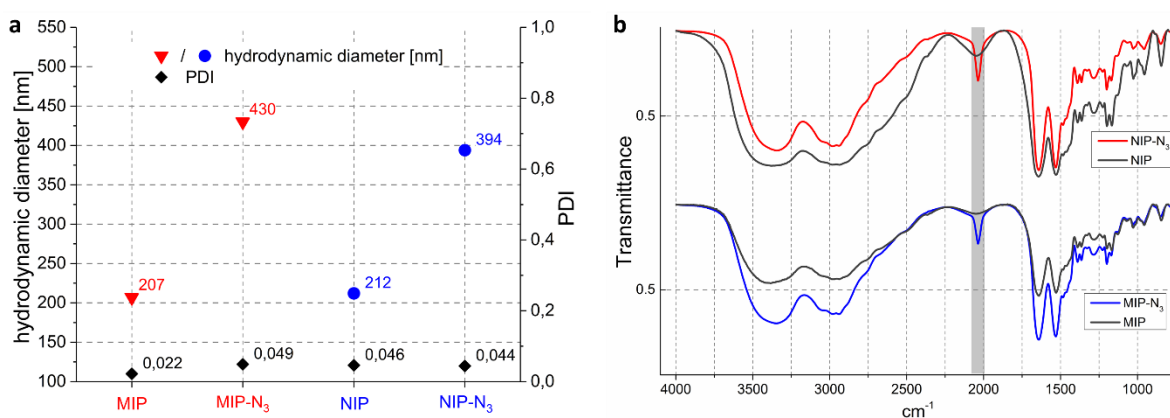 a
hydrodynamic diameter [nm]
550
500
450
400
350
300
250
200
150
100
/ hydrodynamic diameter [nm]
PDI
207
430
212
394
0,022
0,049
0,046
0,044
MIP
MIP-N₃
NIP
NIP-N₃
1,0
0,8
0,6
0,4
0,2
0,0
PDI
b
Transmittance
0.5
0.5
NIP-N₃
NIP
MIP-N₃
MIP
4000 3500 3000 2500 2000 1500 1000
cm⁻¹